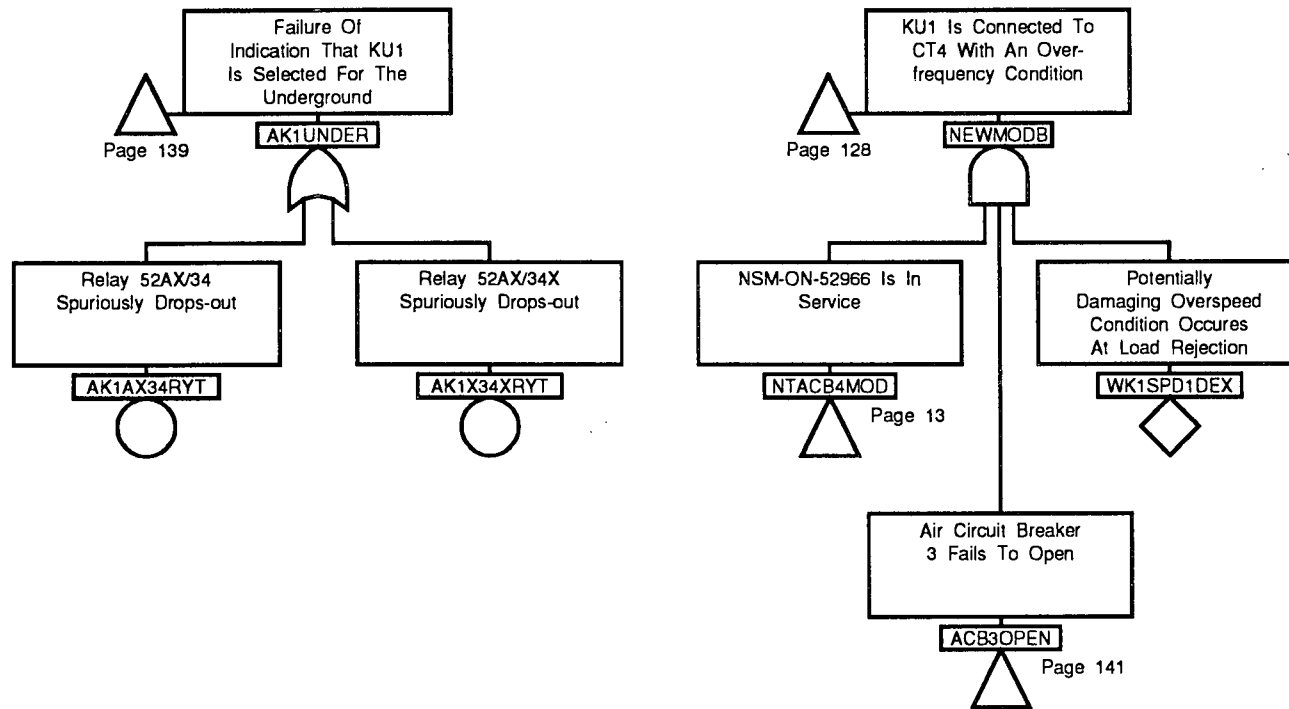 Failure Of
Indication That KU1
Is Selected For The
Underground
Page 139
AK1UNDER
Relay 52AX/34
Spuriously Drops-out
AK1AX34RYT
Relay 52AX/34X
Spuriously Drops-out
AK1X34XRYT
KU1 Is Connected To
CT4 With An Over-
frequency Condition
Page 128
NEWMODB
NSM-ON-52966 Is In
Service
NTACB4MOD
Page 13
Potentially
Damaging Overspeed
Condition Occures
At Load Rejection
WK1SPD1DEX
Air Circuit Breaker
3 Fails To Open
ACB3OPEN
Page 141